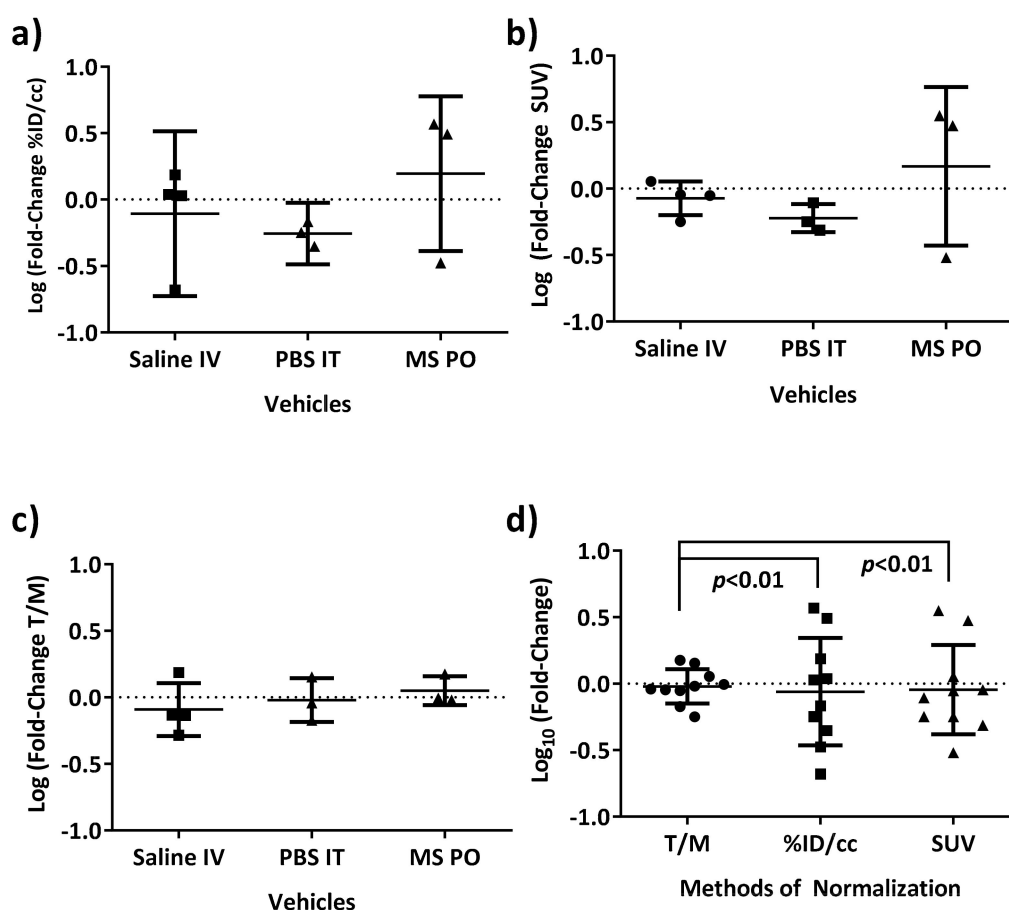 a)
Log (Fold-Change %ID/cc)
1.0
0.5
0.0
-0.5
-1.0
Saline IV PBS IT MS PO
Vehicles
b)
Log (Fold-Change SUV)
1.0
0.5
0.0
-0.5
-1.0
Saline IV PBS IT MS PO
Vehicles
c)
Log (Fold-Change T/M)
1.0
0.5
0.0
-0.5
-1.0
Saline IV PBS IT MS PO
Vehicles
d)
Log10 (Fold-Change)
1.0
0.5
0.0
-0.5
-1.0
p<0.01
p<0.01
T/M %ID/cc SUV
Methods of Normalization